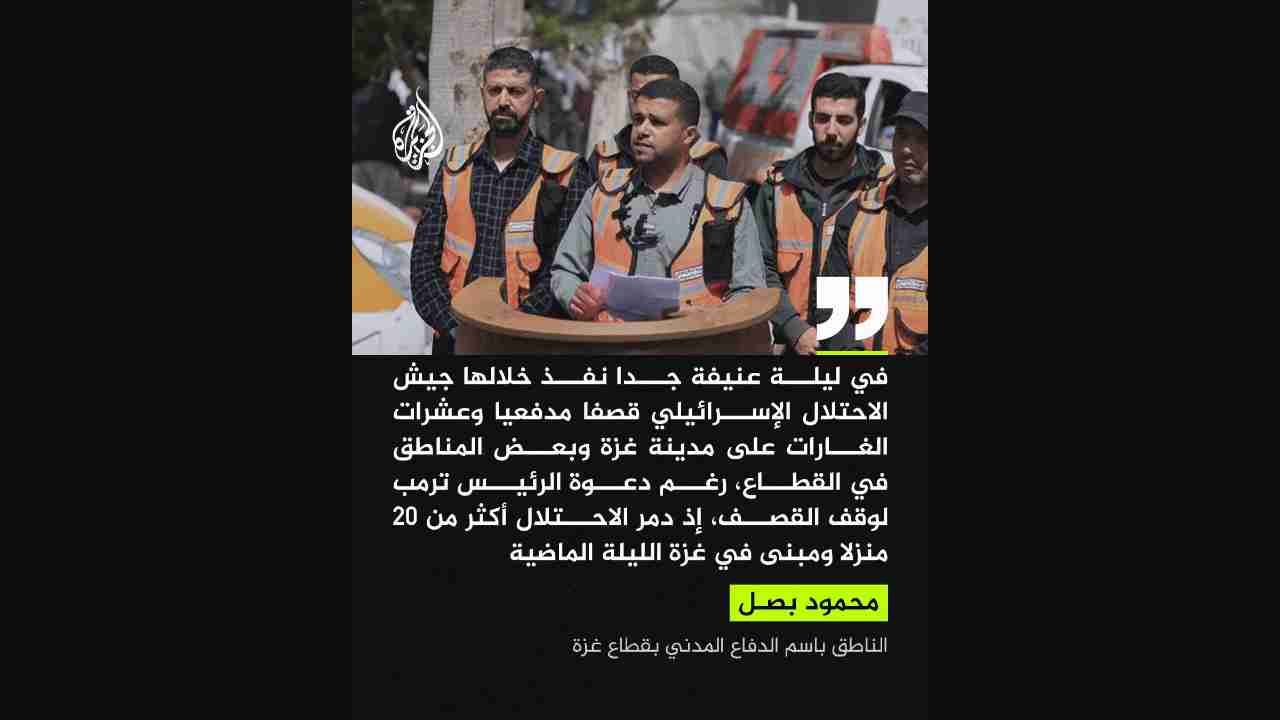 الجزيرة
في ليلة عنيفة جدا نفذ خلالها جيش
الاحتلال الإسرائيلي قصفا مدفعيا وعشرات
الغارات على مدينة غزة وبعض المناطق
في القطاع، رغم دعوة الرئيس ترمب
لوقف القصف، إذ دمر الاحتلال أكثر من 20
منزلا ومبنى في غزة الليلة الماضية
محمود بصل
الناطق باسم الدفاع المدني بقطاع غزة